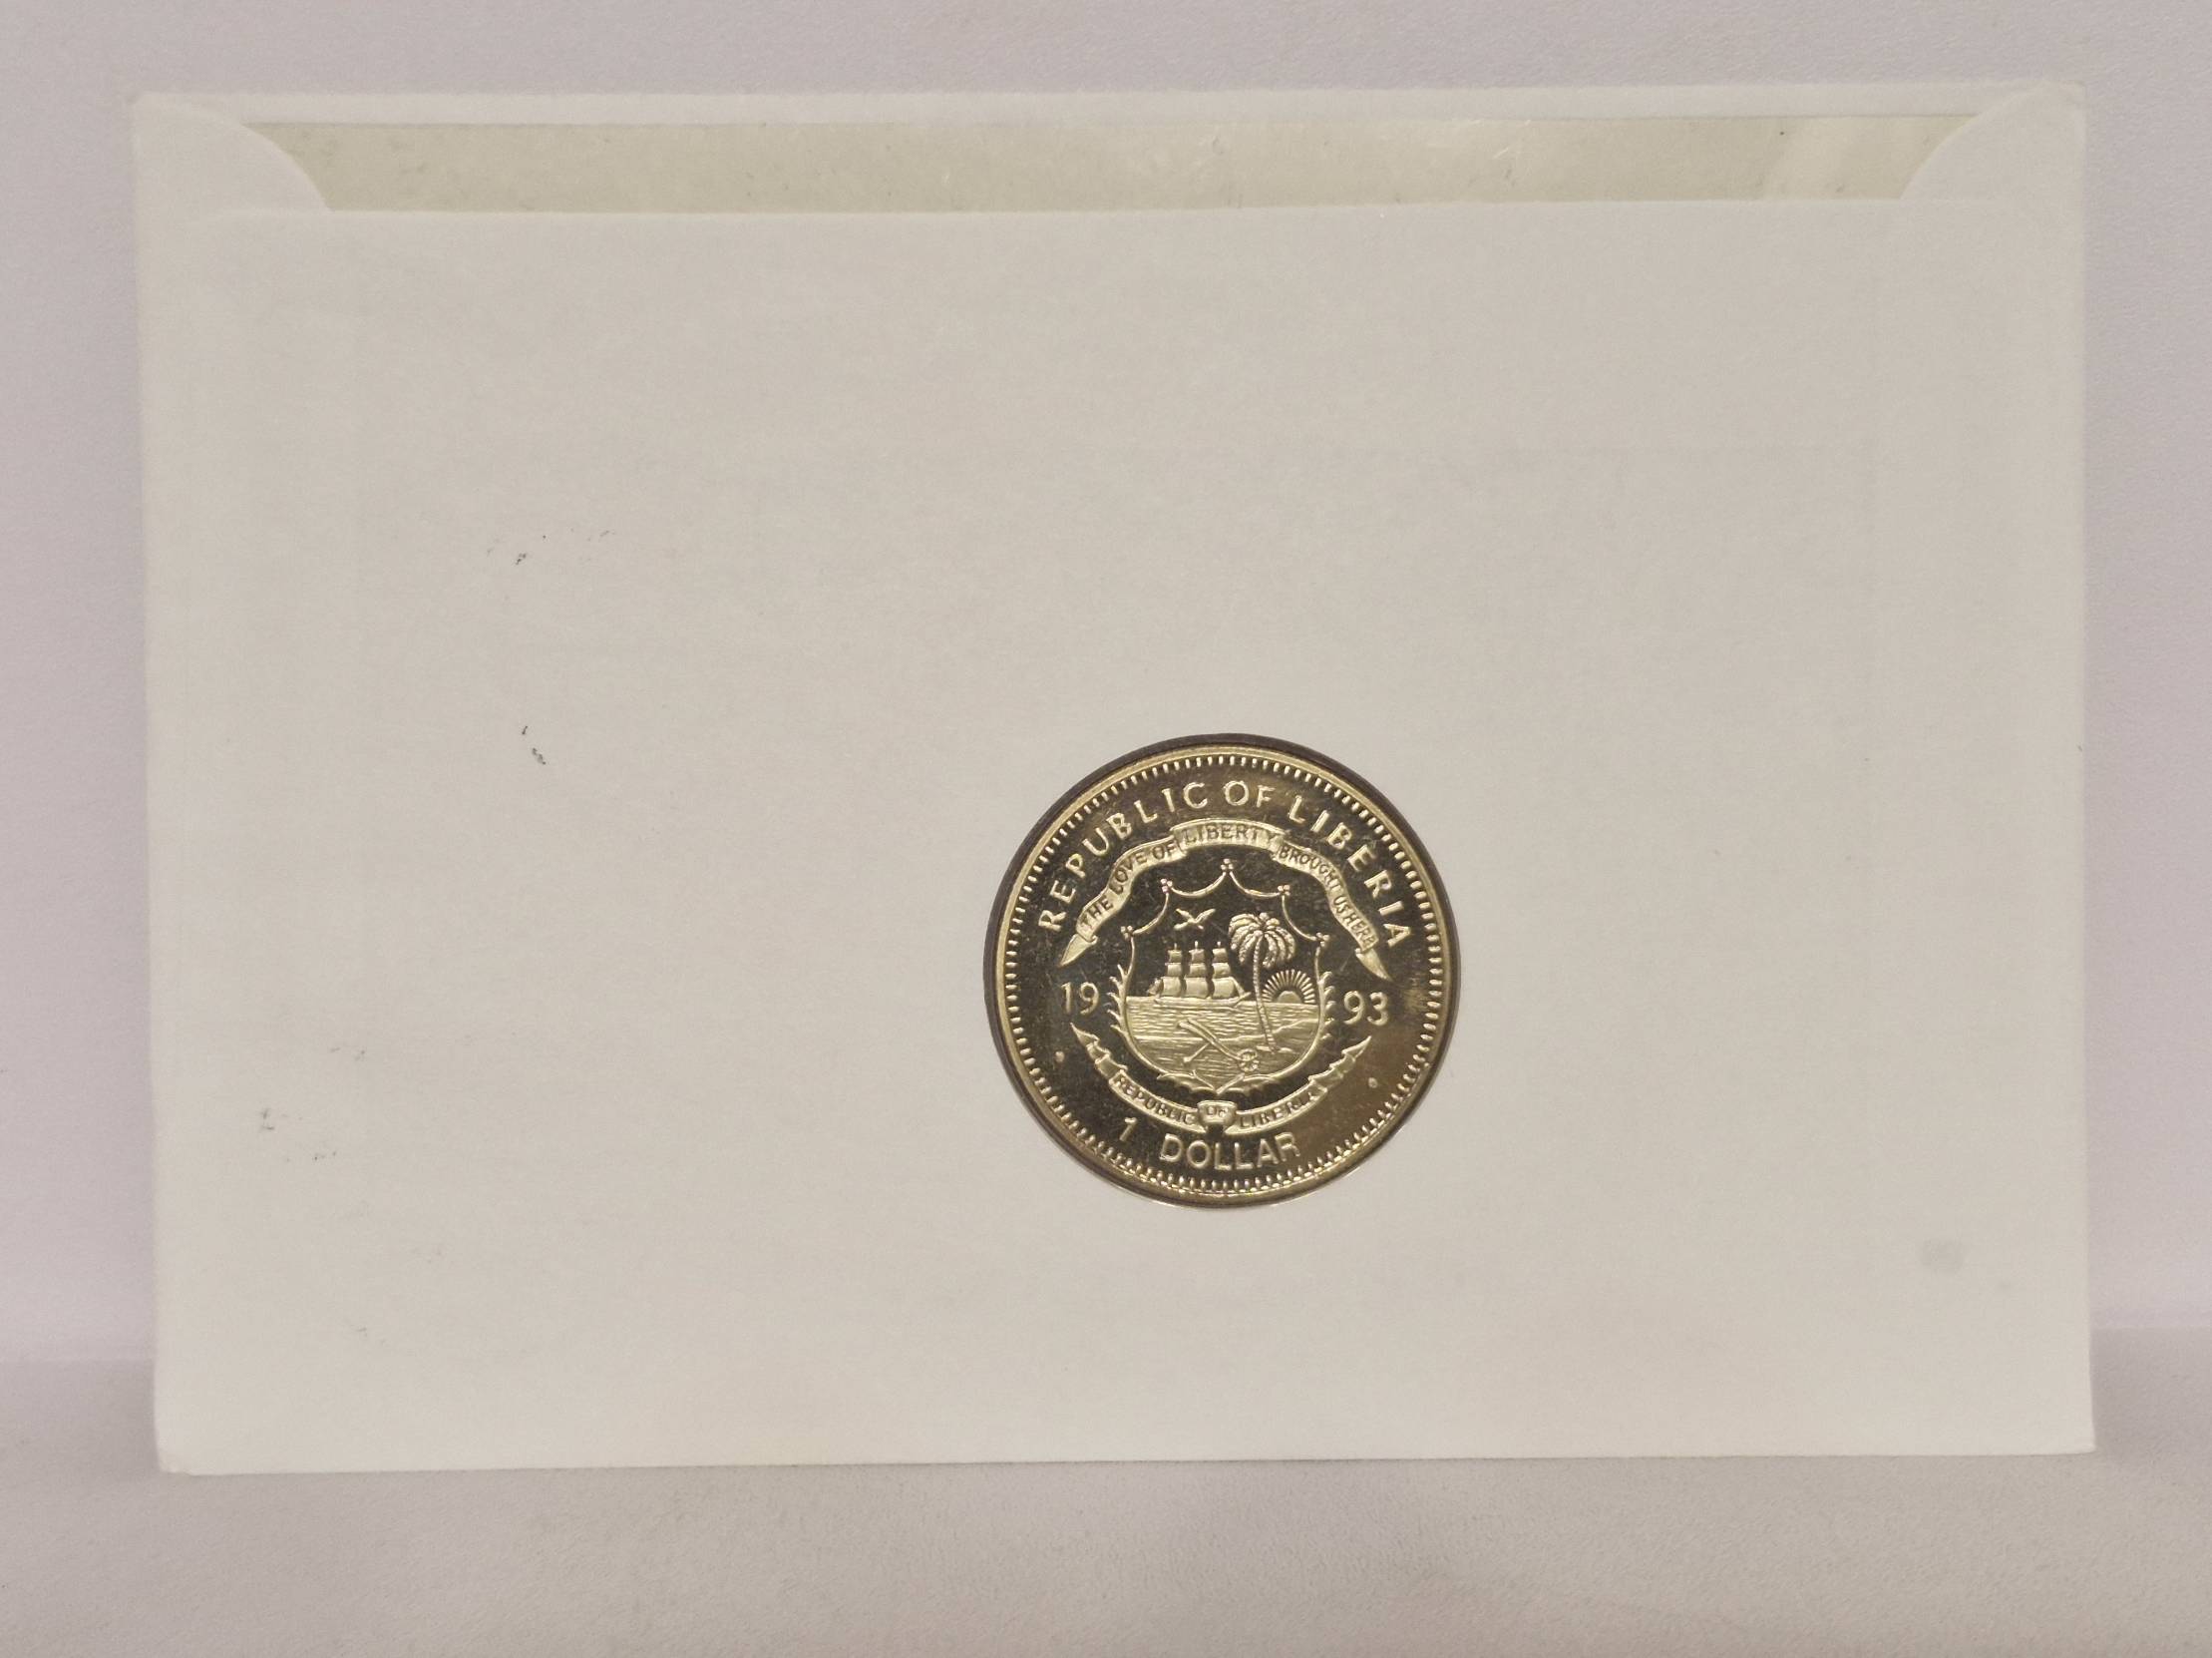 REPUBLIC OF LIBERIA
THE LOVE OF LIBERTY BROUGHT US HERE
19 93
REPUBLIC OF LIBERIA
1 DOLLAR